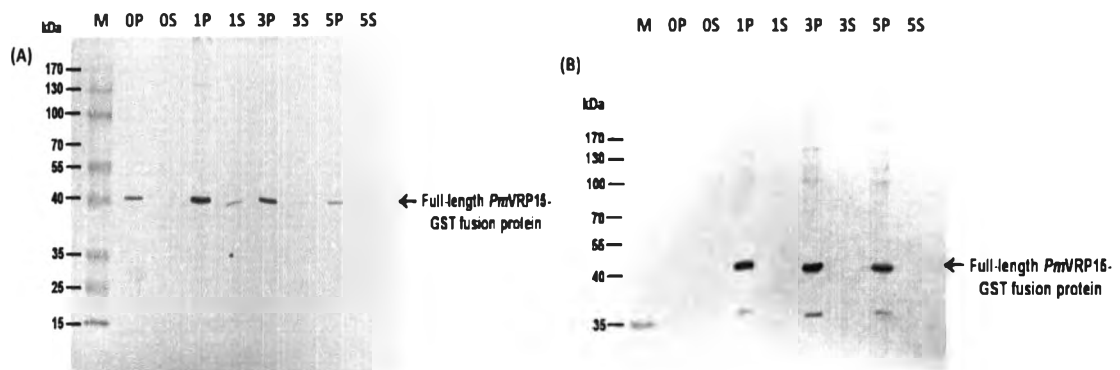 M 0P 0S 1P 1S 3P 3S 5P 5S
kDa
(A)
170
130
100
70
55
40
35
25
15
← Full-length PmVRP15-
GST fusion protein
M 0P 0S 1P 1S 3P 3S 5P 5S
(B)
kDa
170
130
100
70
55
40
35
← Full-length PmVRP15-
GST fusion protein